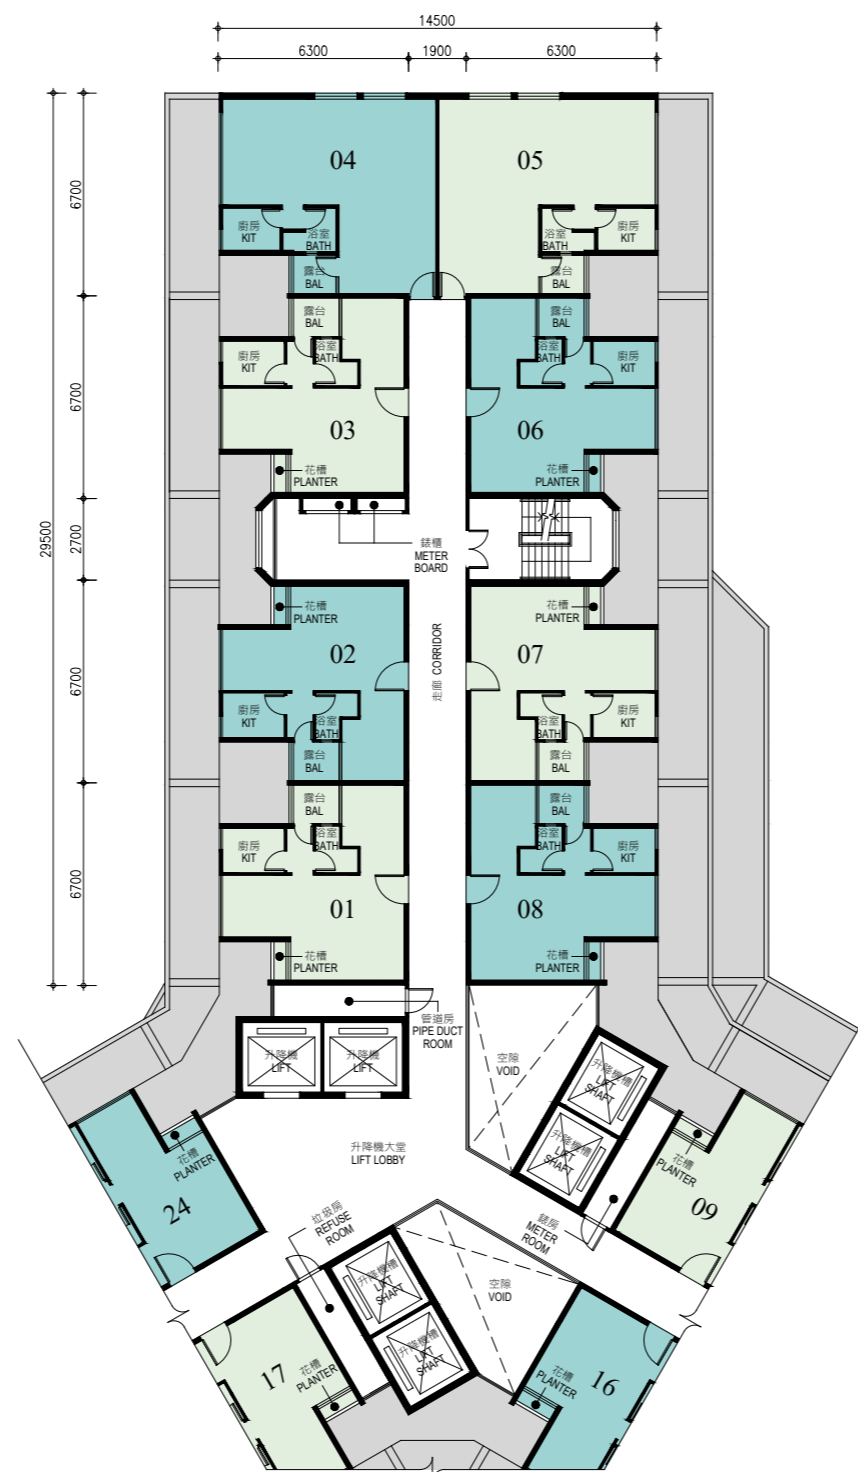 14500
6300
1900
6300
29500
6700
6700
2700
6700
6700
04
05
廚房
KIT
浴室
BATH
露台
BAL
浴室
BATH
廚房
KIT
露台
BAL
露台
BAL
廚房
KIT
浴室
BATH
03
花槽
PLANTER
露台
BAL
浴室
BATH
廚房
KIT
06
花槽
PLANTER
錶櫃
METER
BOARD
走廊 CORRIDOR
花槽
PLANTER
02
廚房
KIT
浴室
BATH
露台
BAL
花槽
PLANTER
07
浴室
BATH
廚房
KIT
露台
BAL
露台
BAL
廚房
KIT
浴室
BATH
01
花槽
PLANTER
露台
BAL
浴室
BATH
廚房
KIT
08
花槽
PLANTER
管道房
PIPE DUCT
ROOM
升降機
LIFT
升降機
LIFT
空隙
VOID
升降機槽
LIFT
SHAFT
升降機槽
LIFT
SHAFT
升降機大堂
LIFT LOBBY
花槽
PLANTER
24
花槽
PLANTER
09
垃圾房
REFUSE
ROOM
錶房
METER
ROOM
升降機槽
LIFT
SHAFT
升降機槽
LIFT
SHAFT
空隙
VOID
17
花槽
PLANTER
花槽
PLANTER
16